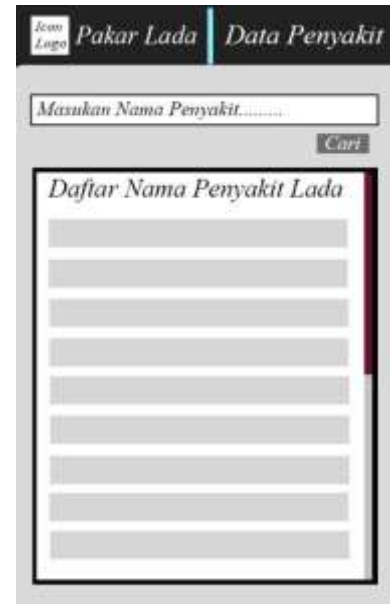 Icon
Logo
Pakar Lada
Data Penyakit
Masukan Nama Penyakit.........
Cari
Daftar Nama Penyakit Lada